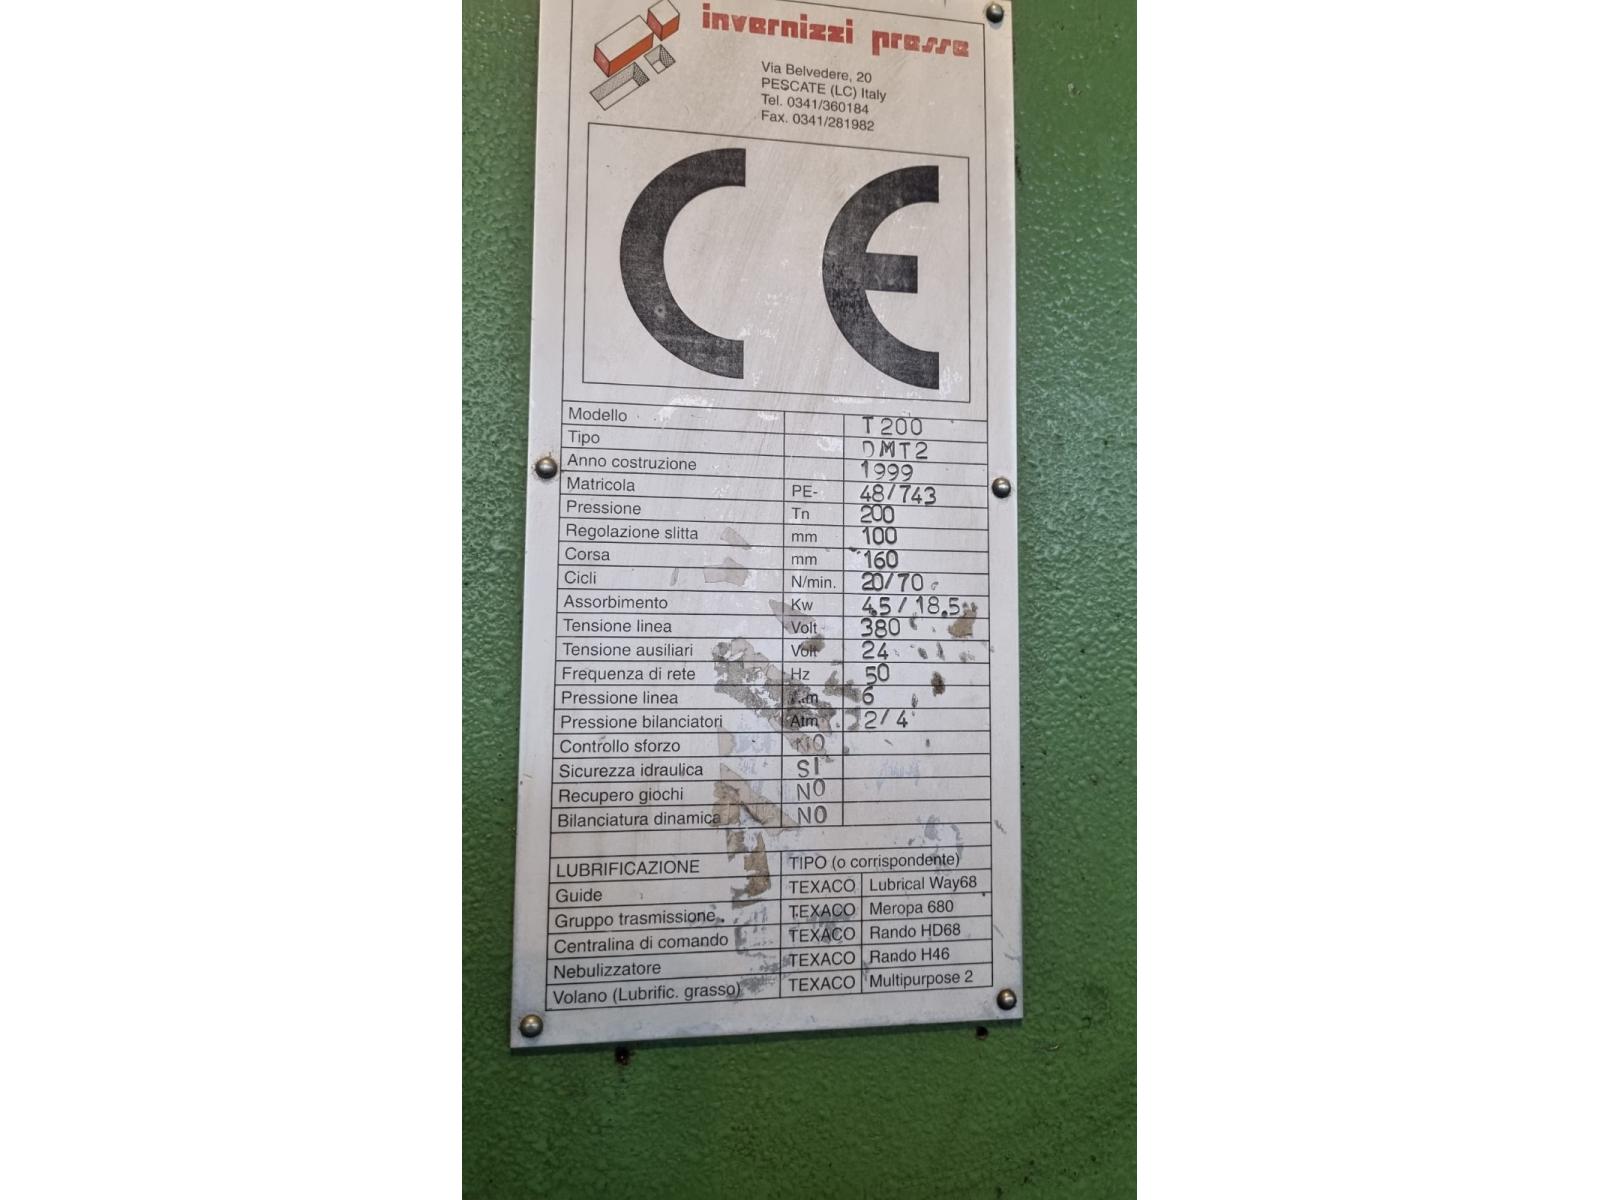 invernizzi presse
Via Belvedere, 20
PESCATE (LC) Italy
Tel. 0341/360184
Fax. 0341/281982
CE
Modello T200
Tipo DMT2
Anno costruzione 1999
Matricola PE- 48/743
Pressione Tn 200
Regolazione slitta mm 100
Corsa mm 160
Cicli N/min. 20/70
Assorbimento Kw 4.5/18.5
Tensione linea Volt 380
Tensione ausiliari Volt 24
Frequenza di rete Hz 50
Pressione linea 6
Pressione bilanciatori Atm 2/4
Controllo sforzo NO
Sicurezza idraulica SI
Recupero giochi NO
Bilanciatura dinamica NO
LUBRIFICAZIONE TIPO (o corrispondente)
Guide TEXACO Lubrical Way68
Gruppo trasmissione TEXACO Meropa 680
Centralina di comando TEXACO Rando HD68
Nebulizzatore TEXACO Rando H46
Volano (Lubrific. grasso) TEXACO Multipurpose 2